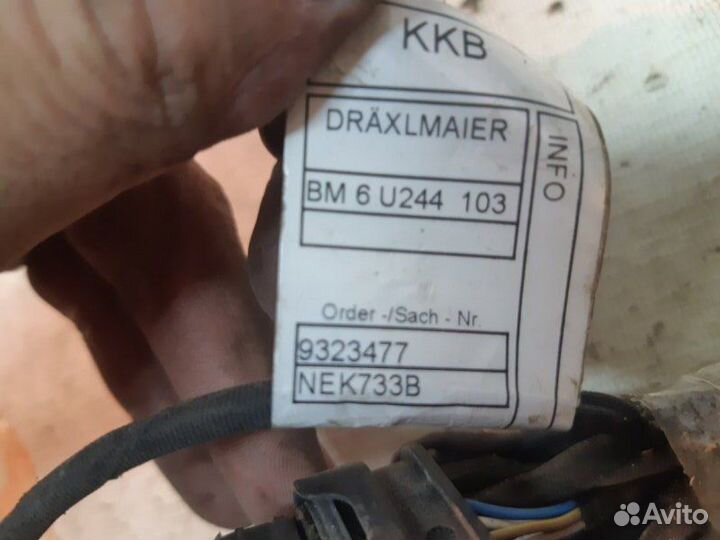 KKB
DRÄXLMAIER
INFO
BM 6 U244 103
Order -/Sach - Nr.
9323477
NEK733B
Avito